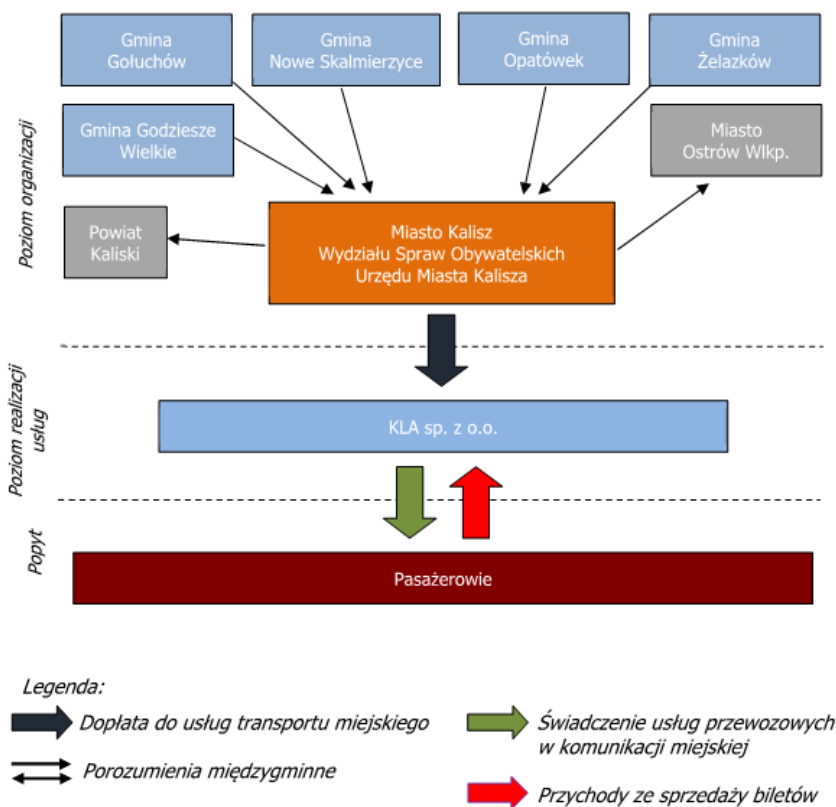 Gmina
Gołuchów
Gmina
Nowe Skalmierzyce
Gmina
Opatówek
Gmina
Żelazków
Gmina Godziesze
Wielkie
Miasto
Ostrów Wlkp.
Powiat
Kaliski
Miasto Kalisz
Wydziału Spraw Obywatelskich
Urzędu Miasta Kalisza
Poziom organizacji
KLA sp. z o.o.
Poziom realizacji
usług
Pasażerowie
Popyt
Legenda:
Dopłata do usług transportu miejskiego
Porozumienia międzygminne
Świadczenie usług przewozowych
w komunikacji miejskiej
Przychody ze sprzedaży biletów